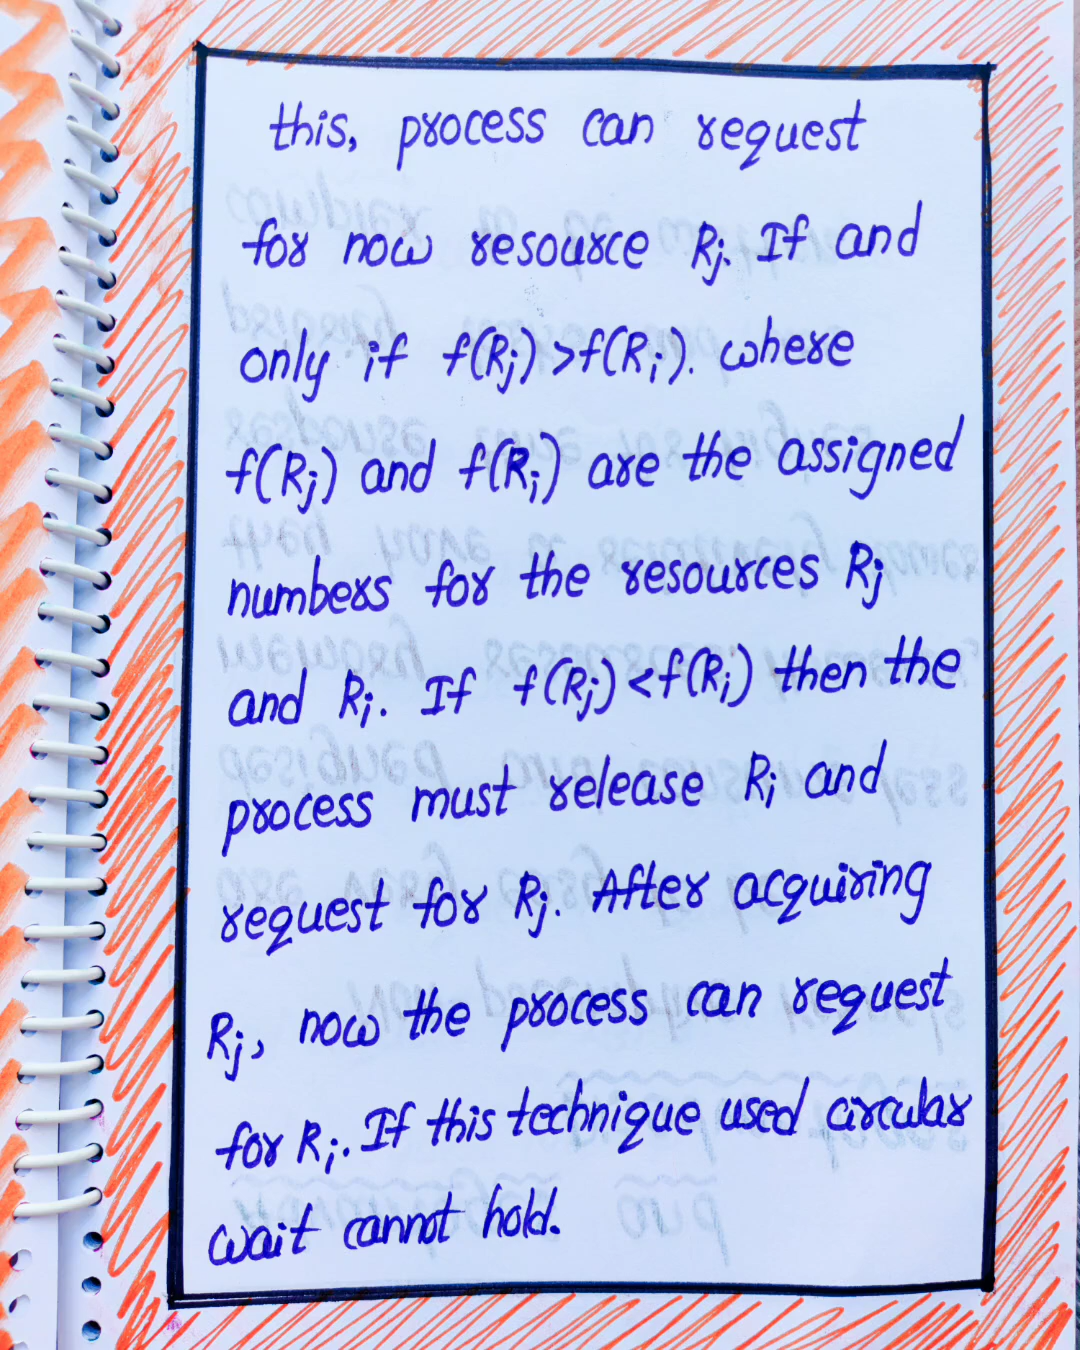 this, process can request
for now resource Rj. If and
only if f(Rj) >f(Ri). where
f(Rj) and f(Ri) are the assigned
numbers for the resources Rj
and Ri. If f(Rj) <f(Ri) then the
process must release Ri and
request for Rj. After acquiring
Rj, now the process can request
for Ri. If this technique used circular
wait cannot hold.